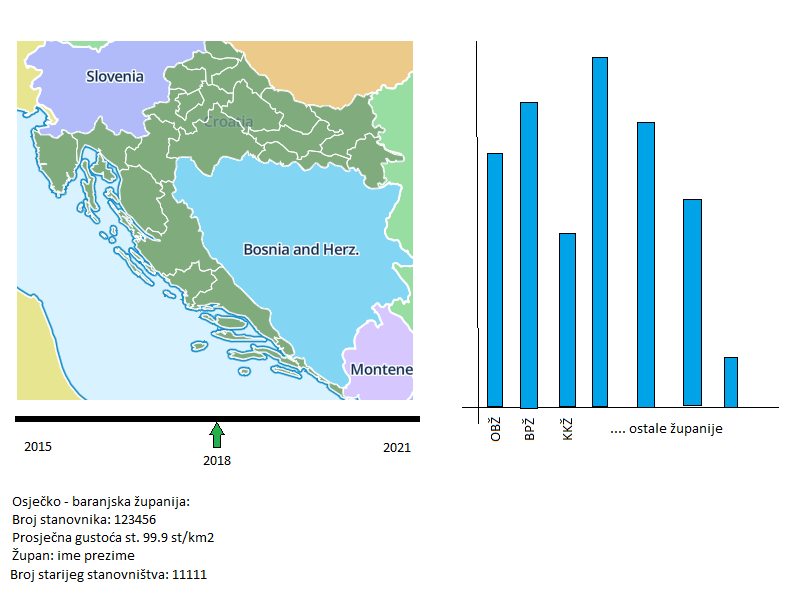 Slovenia
Croatia
Bosnia and Herz.
Montene
2015
2018
2021
OBŽ
BPŽ
KKŽ
.... ostale županije
Osječko - baranjska županija:
Broj stanovnika: 123456
Prosječna gustoća st. 99.9 st/km2
Župan: ime prezime
Broj starijeg stanovništva: 11111